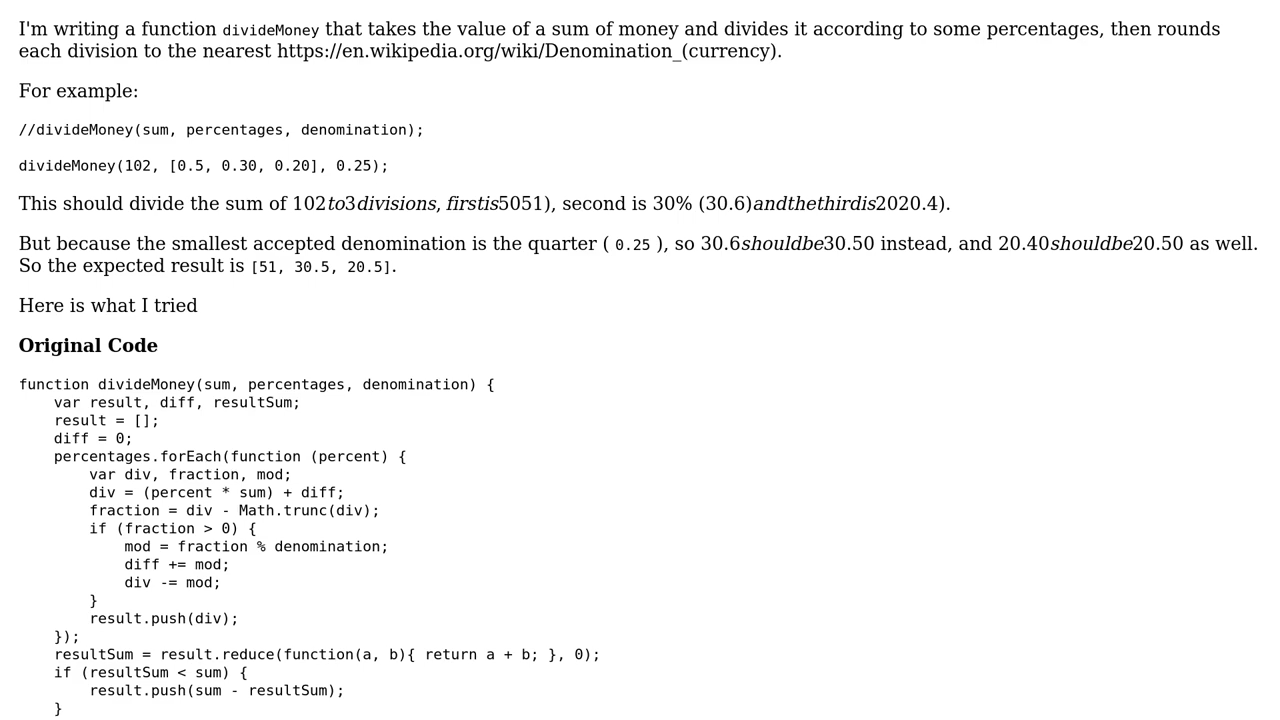 I'm writing a function divideMoney that takes the value of a sum of money and divides it according to some percentages, then rounds
each division to the nearest https://en.wikipedia.org/wiki/Denomination_(currency).
For example:
//divideMoney(sum, percentages, denomination);
divideMoney(102, [0.5, 0.30, 0.20], 0.25);
This should divide the sum of 102to3divisions, firstis5051), second is 30% (30.6)andthethirdis2020.4).
But because the smallest accepted denomination is the quarter ( 0.25 ), so 30.6shouldbe30.50 instead, and 20.40shouldbe20.50 as well.
So the expected result is [51, 30.5, 20.5].
Here is what I tried
Original Code
function divideMoney(sum, percentages, denomination) {
    var result, diff, resultSum;
    result = [];
    diff = 0;
    percentages.forEach(function (percent) {
        var div, fraction, mod;
        div = (percent * sum) + diff;
        fraction = div - Math.trunc(div);
        if (fraction > 0) {
            mod = fraction % denomination;
            diff += mod;
            div -= mod;
        }
        result.push(div);
    });
    resultSum = result.reduce(function(a, b){ return a + b; }, 0);
    if (resultSum < sum) {
        result.push(sum - resultSum);
    }